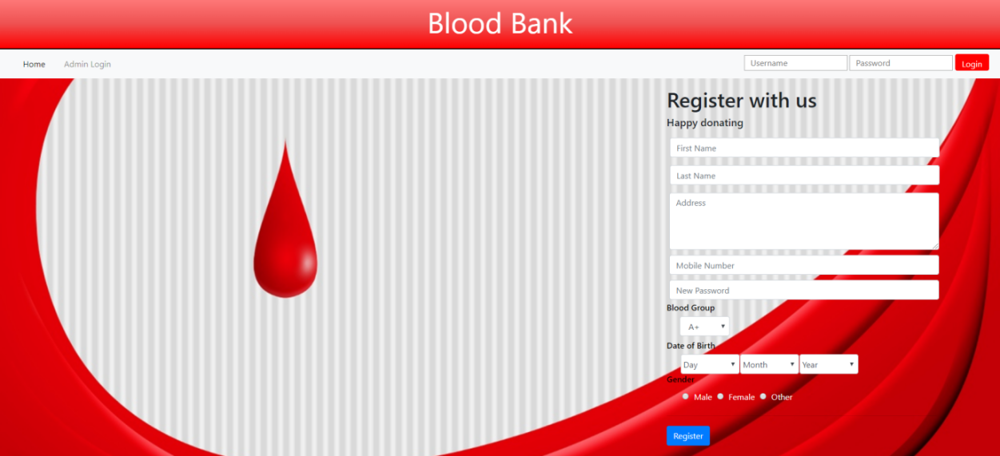 Blood Bank
Home Admin Login Username Password Login
Register with us
Happy donating
First Name
Last Name
Address
Mobile Number
New Password
Blood Group
A+
Date of Birth
Day Month Year
Gender
Male Female Other
Register